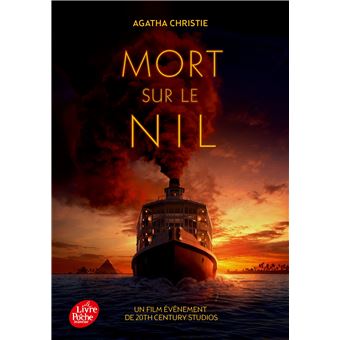 AGATHA CHRISTIE
MORT
SUR LE
NIL
Le
Livre
de
Poche
UN FILM ÉVÉNEMENT
DE 20TH CENTURY STUDIOS